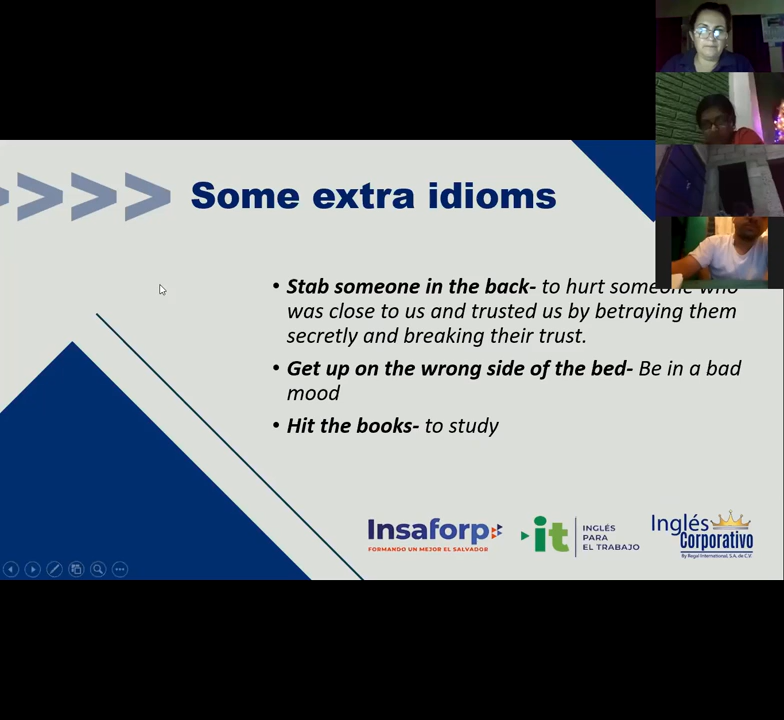 Some extra idioms
• Stab someone in the back- to hurt someone who
was close to us and trusted us by betraying them
secretly and breaking their trust.
• Get up on the wrong side of the bed- Be in a bad
mood
• Hit the books- to study
Insaforp
FORMANDO UN MEJOR EL SALVADOR
it
INGLÉS
PARA
EL TRABAJO
Inglés
Corporativo
By Regal International, S.A. de C.V.